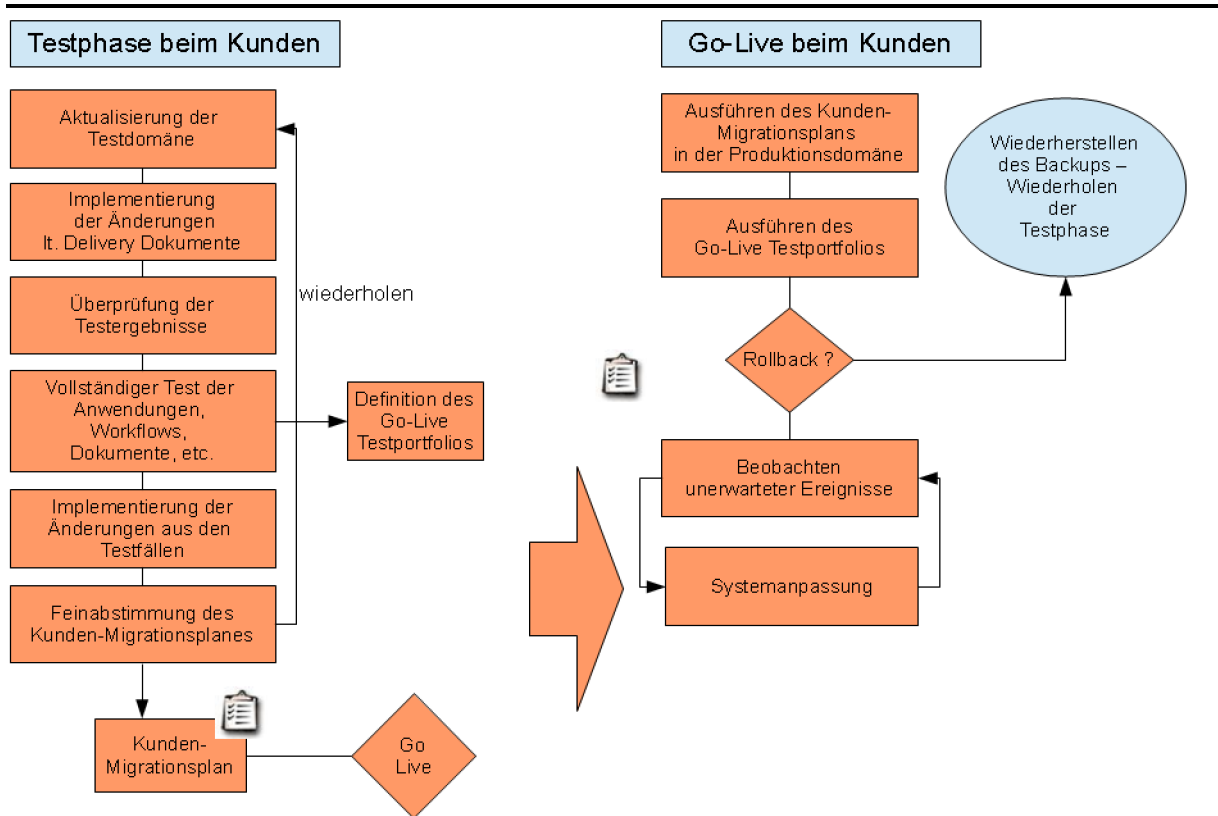 Testphase beim Kunden
Aktualisierung der
Testdomäne
Implementierung
der Änderungen
lt. Delivery Dokumente
Überprüfung der
Testergebnisse
wiederholen
Vollständiger Test der
Anwendungen,
Workflows,
Dokumente, etc.
Definition des
Go-Live
Testportfolios
Implementierung der
Änderungen aus den
Testfällen
Feinabstimmung des
Kunden-Migrationsplanes
Kunden-
Migrationsplan
Go
Live
Go-Live beim Kunden
Ausführen des Kunden-
Migrationsplans
in der Produktionsdomäne
Ausführen des
Go-Live Testportfolios
Rollback ?
Wiederherstellen
des Backups –
Wiederholen
der
Testphase
Beobachten
unerwarteter Ereignisse
Systemanpassung